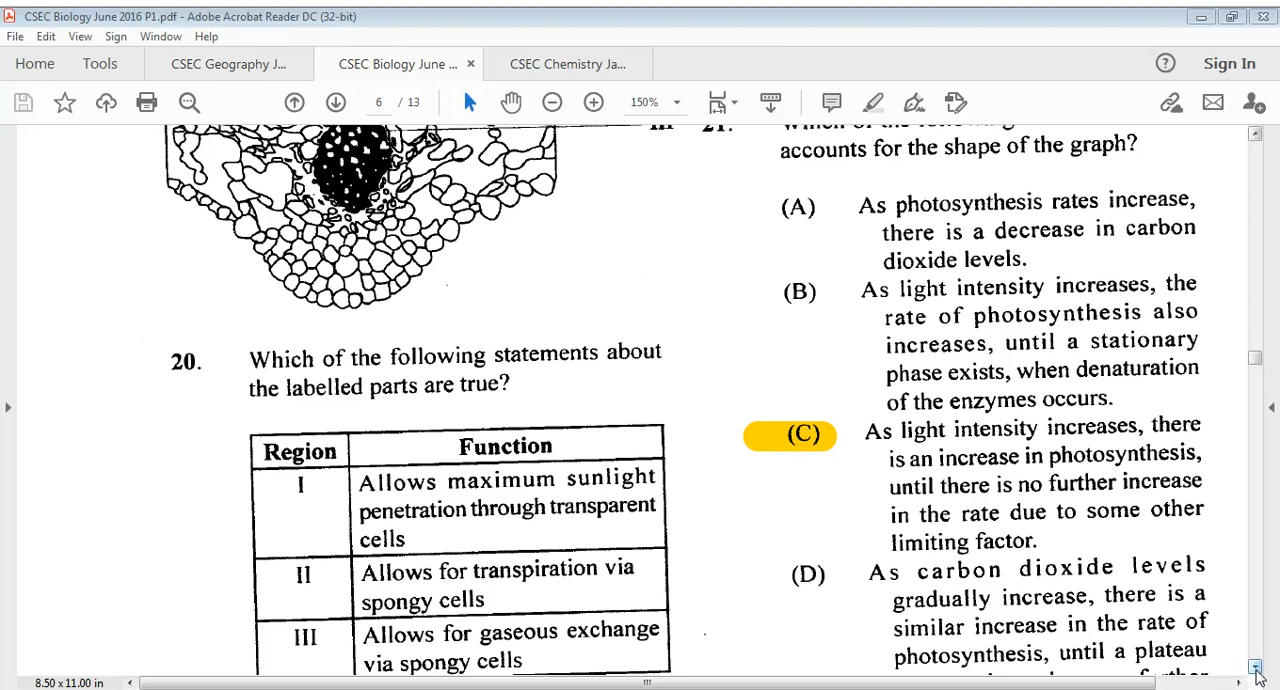 CSEC Biology June 2016 P1.pdf - Adobe Acrobat Reader DC (32-bit)
File Edit View Sign Window Help
Home Tools CSEC Geography J... CSEC Biology June ... × CSEC Chemistry Ja... Sign In
6 / 13 150%
III 21.
accounts for the shape of the graph?
(A) As photosynthesis rates increase,
there is a decrease in carbon
dioxide levels.
(B) As light intensity increases, the
rate of photosynthesis also
increases, until a stationary
phase exists, when denaturation
of the enzymes occurs.
(C) As light intensity increases, there
is an increase in photosynthesis,
until there is no further increase
in the rate due to some other
limiting factor.
(D) As carbon dioxide levels
gradually increase, there is a
similar increase in the rate of
photosynthesis, until a plateau
20. Which of the following statements about
the labelled parts are true?
Region Function
I Allows maximum sunlight
penetration through transparent
cells
II Allows for transpiration via
spongy cells
III Allows for gaseous exchange
via spongy cells
8.50 x 11.00 in